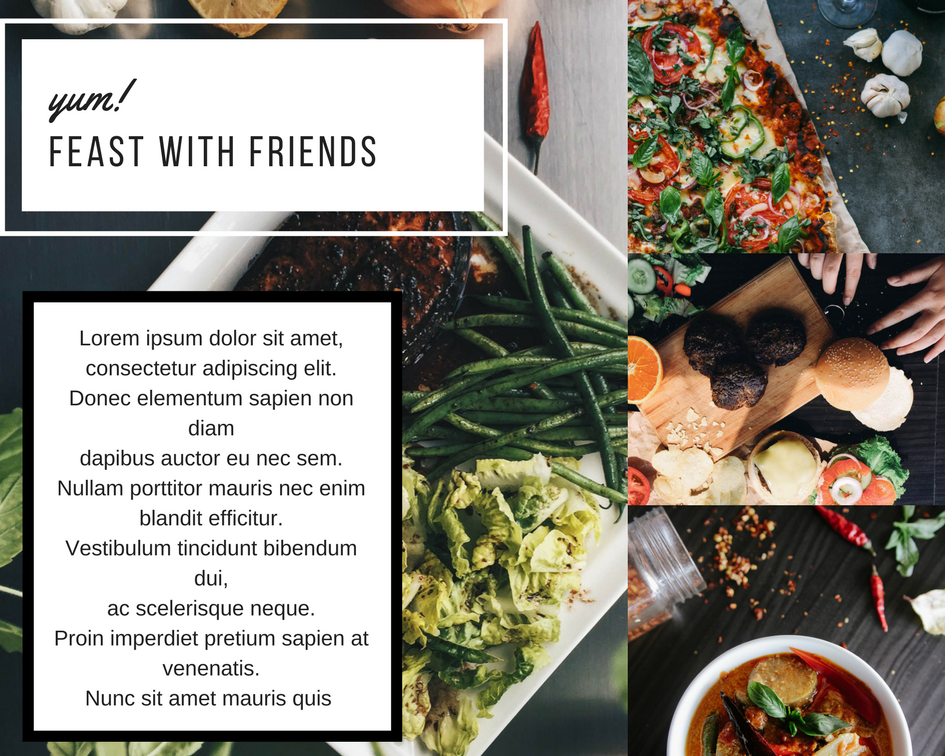 yum!
FEAST WITH FRIENDS
Lorem ipsum dolor sit amet,
consectetur adipiscing elit.
Donec elementum sapien non
diam
dapibus auctor eu nec sem.
Nullam porttitor mauris nec enim
blandit efficitur.
Vestibulum tincidunt bibendum
dui,
ac scelerisque neque.
Proin imperdiet pretium sapien at
venenatis.
Nunc sit amet mauris quis